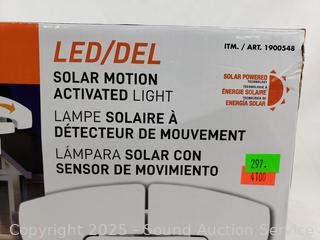 LED/DEL
ITM. / ART. 1900548
SOLAR MOTION
ACTIVATED LIGHT
SOLAR POWERED
TECHNOLOGY
TECHNOLOGIE À
ÉNERGIE SOLAIRE
TECNOLOGÍA DE
ENERGÍA SOLAR
LAMPE SOLAIRE À
DÉTECTEUR DE MOUVEMENT
LÁMPARA SOLAR CON
SENSOR DE MOVIMIENTO
297.
4100
Copyright 2025 - Sound Auction Service